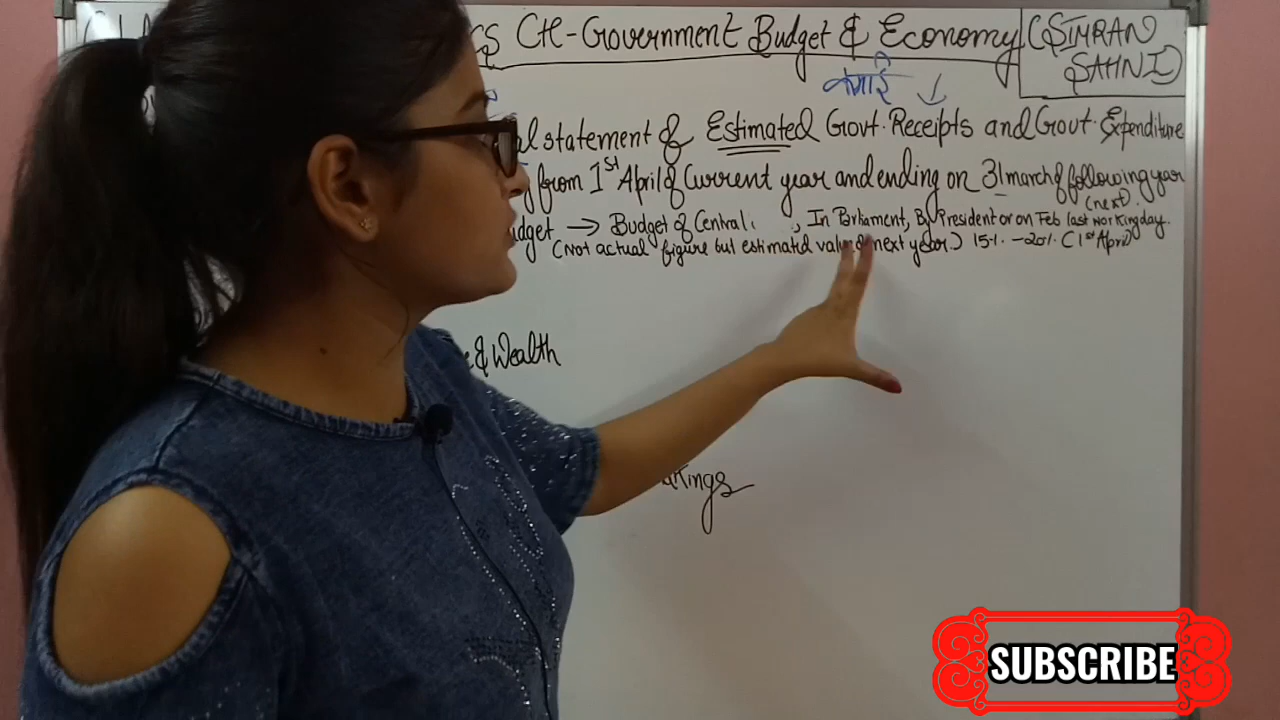 CS CH-Government Budget & Economy
(SIMRAN
SAHNI)
al statement of Estimated Govt. Receipts and Govt. Expenditure
from 1st April of Current year and ending on 31 march of following year
(next).
udget → Budget of Central. , In Parliament, By President or on Feb last working day.
(Not actual figure but estimated value next year) 15%. - 20%. (1st April)
e & Wealth
akings
SUBSCRIBE